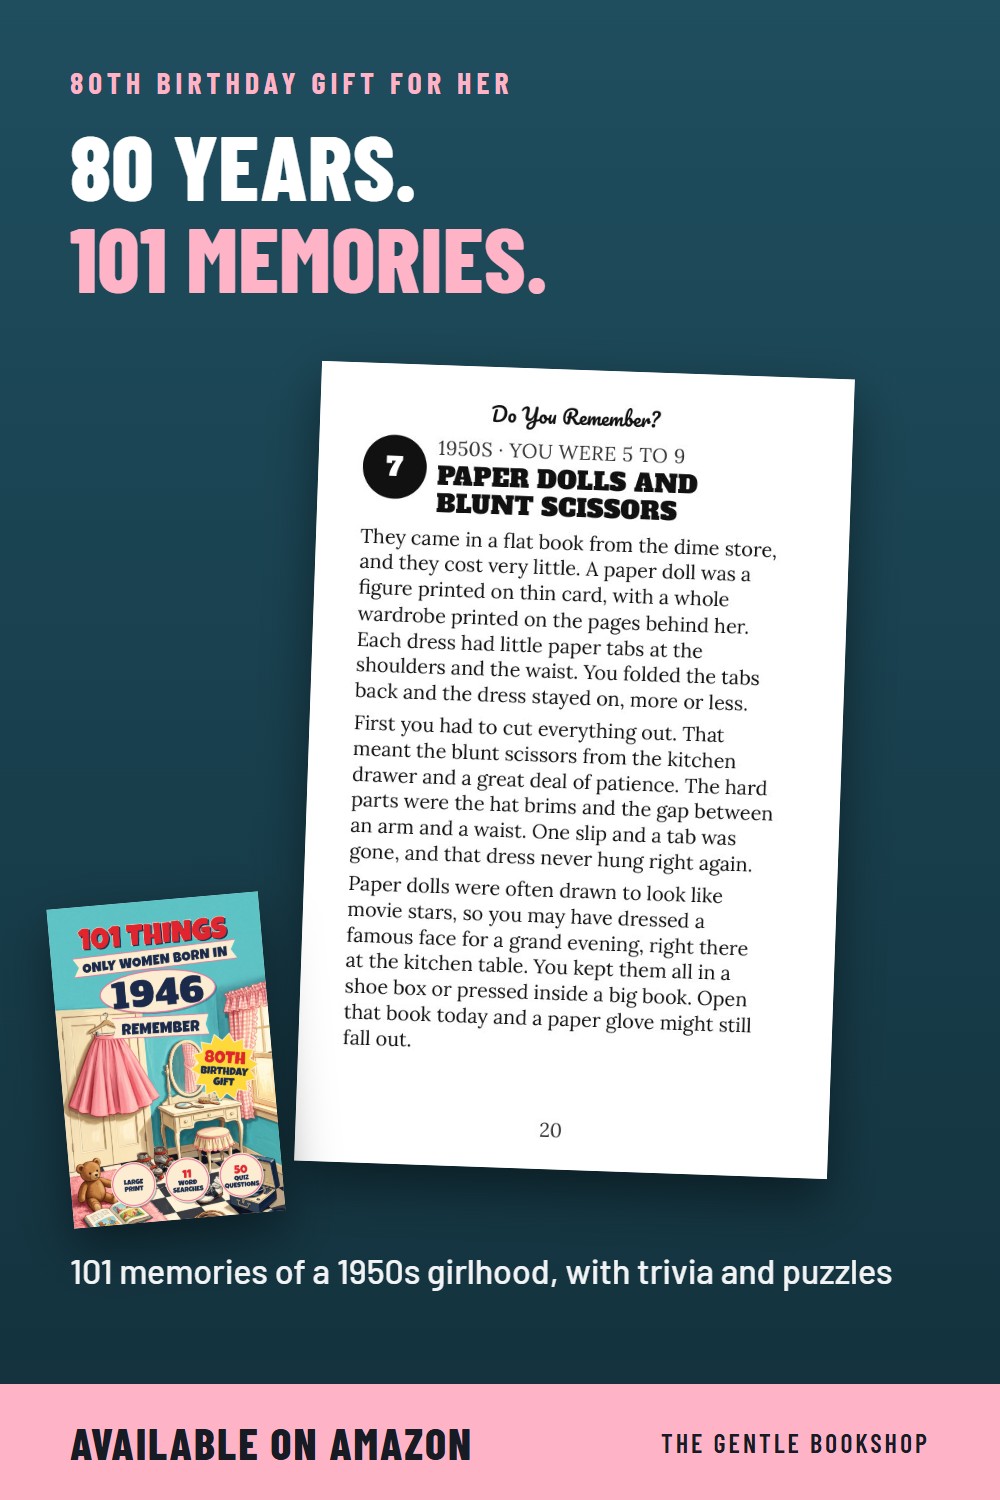 80TH BIRTHDAY GIFT FOR HER
80 YEARS.
101 MEMORIES.
Do You Remember?
7
1950S · YOU WERE 5 TO 9
PAPER DOLLS AND
BLUNT SCISSORS
They came in a flat book from the dime store,
and they cost very little. A paper doll was a
figure printed on thin card, with a whole
wardrobe printed on the pages behind her.
Each dress had little paper tabs at the
shoulders and the waist. You folded the tabs
back and the dress stayed on, more or less.
First you had to cut everything out. That
meant the blunt scissors from the kitchen
drawer and a great deal of patience. The hard
parts were the hat brims and the gap between
an arm and a waist. One slip and a tab was
gone, and that dress never hung right again.
Paper dolls were often drawn to look like
movie stars, so you may have dressed a
famous face for a grand evening, right there
at the kitchen table. You kept them all in a
shoe box or pressed inside a big book. Open
that book today and a paper glove might still
fall out.
20
101 THINGS
ONLY WOMEN BORN IN
1946
REMEMBER
80TH
BIRTHDAY
GIFT
LARGE
PRINT
11
WORD
SEARCHES
50
QUIZ
QUESTIONS
101 memories of a 1950s girlhood, with trivia and puzzles
AVAILABLE ON AMAZON
THE GENTLE BOOKSHOP